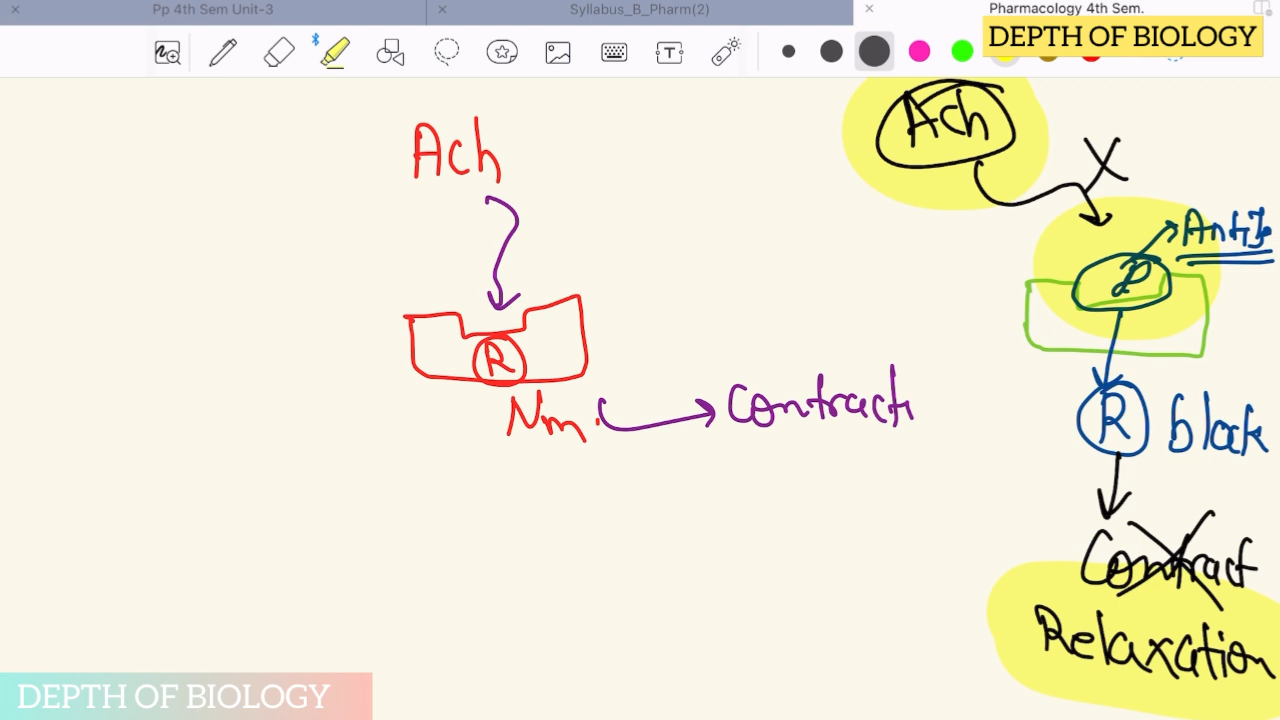 Pp 4th Sem Unit-3
Syllabus_B_Pharm(2)
Pharmacology 4th Sem.
DEPTH OF BIOLOGY
T
Ach
R
Nm.
Contracti
Ach
X
D
R
block
Contract
Relaxation
DEPTH OF BIOLOGY